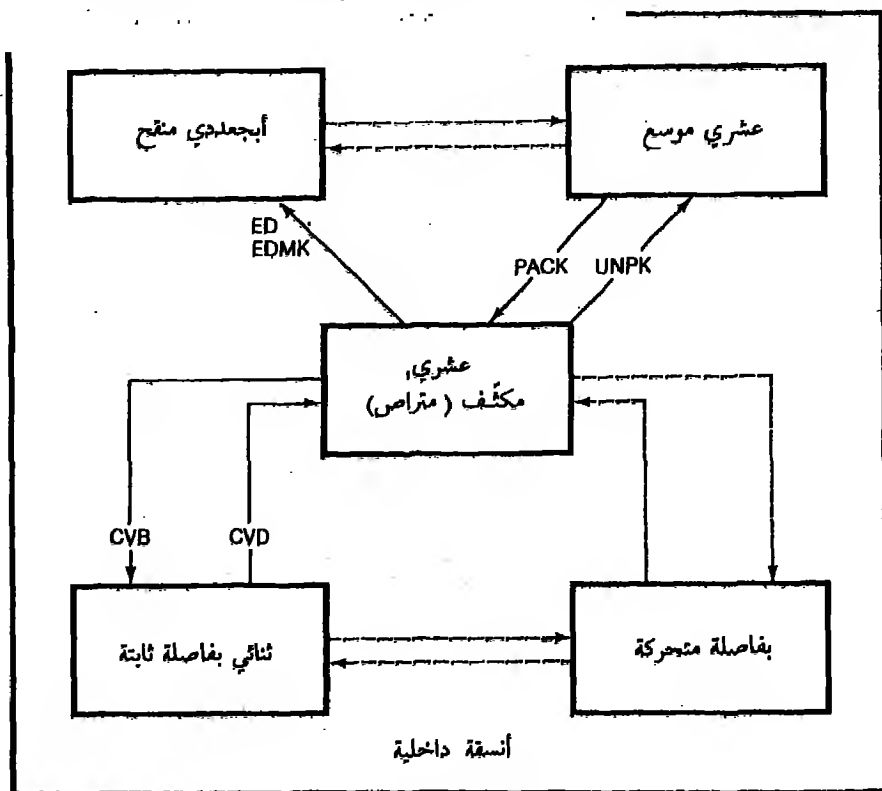 عشري موسع
أبجعددي منقح
ED
EDMK
PACK
UNPK
عشري
مكثّف (متراص)
CVB
CVD
بفاصلة متحركة
ثنائي بفاصلة ثابتة
أنسقة داخلية